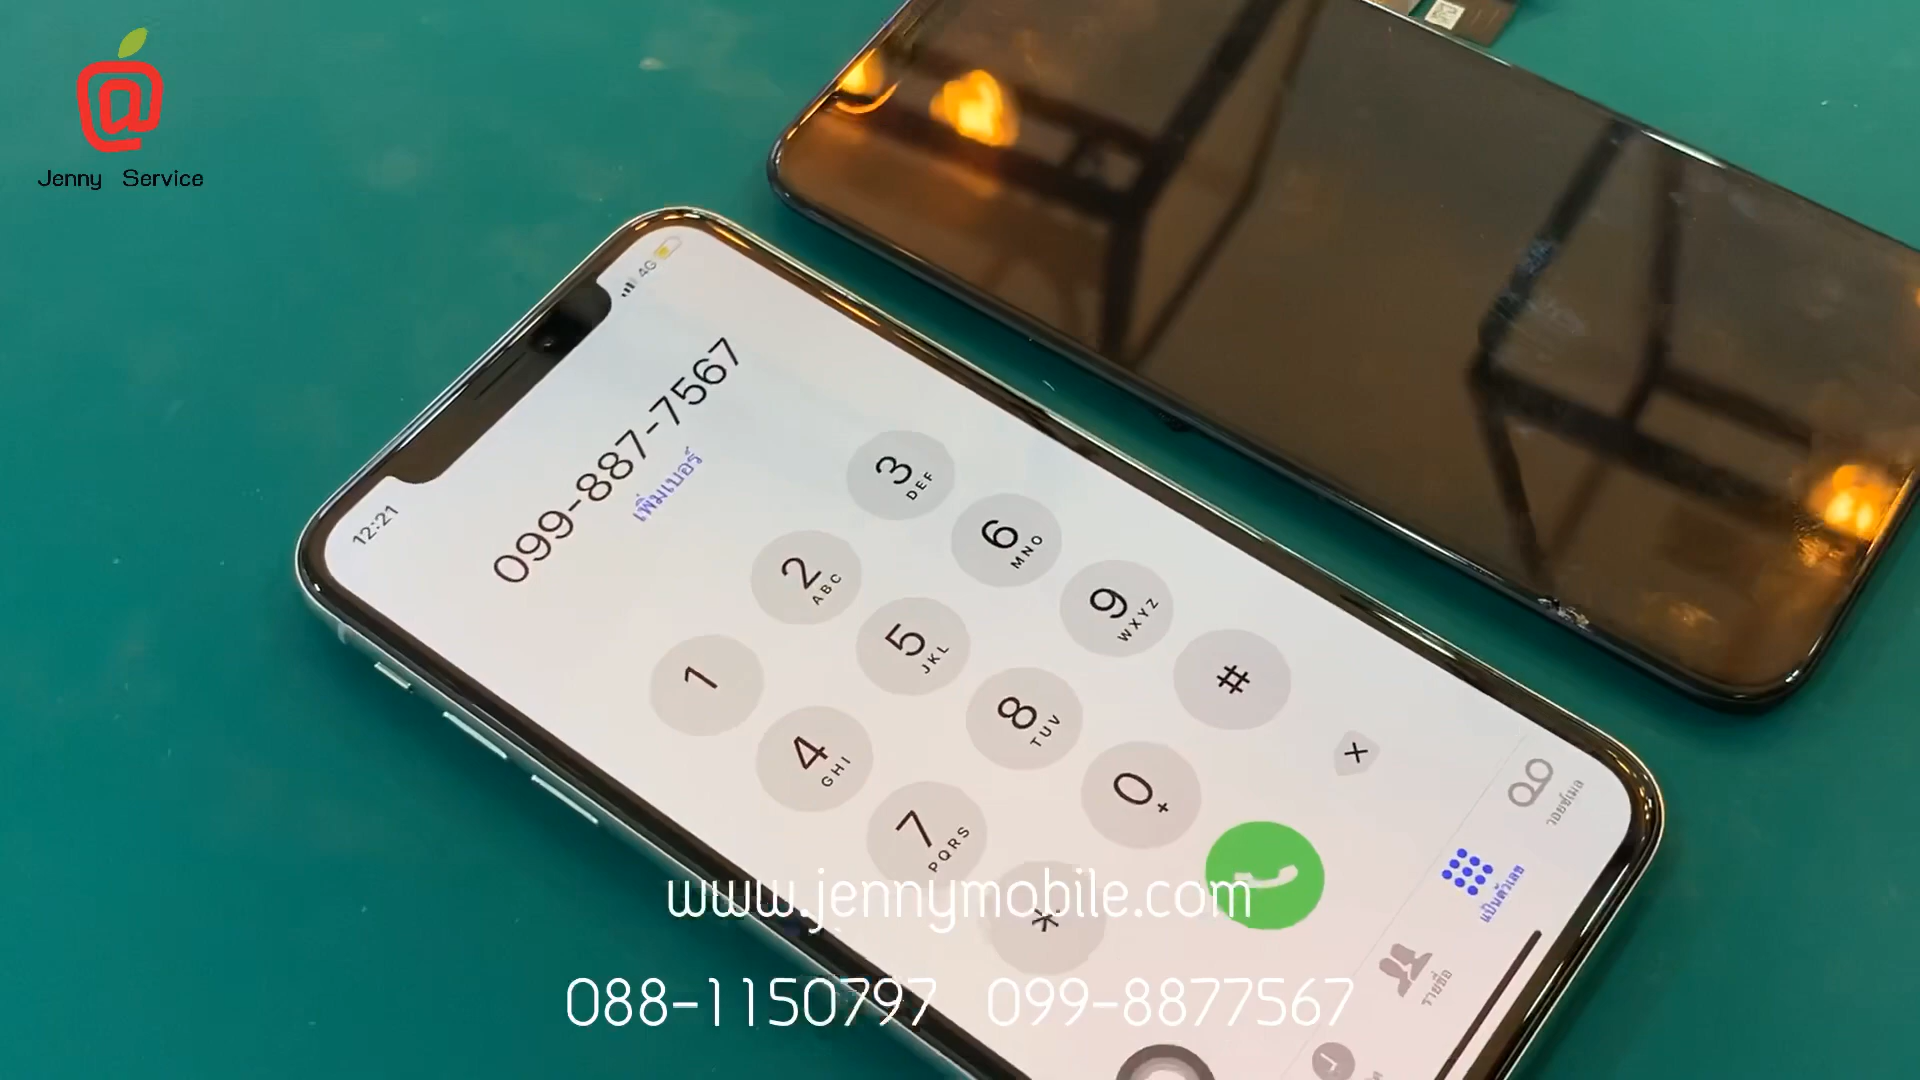 Jenny Service
12:21
4G
099-887-7567
เพิ่มเบอร์
1
2 ABC
3 DEF
4 GHI
5 JKL
6 MNO
7 PQRS
8 TUV
9 WXYZ
*
0 +
#
รายชื่อ
แป้นตัวเลข
วอยซ์เมล
www.jennymobile.com
088-1150797 099-8877567